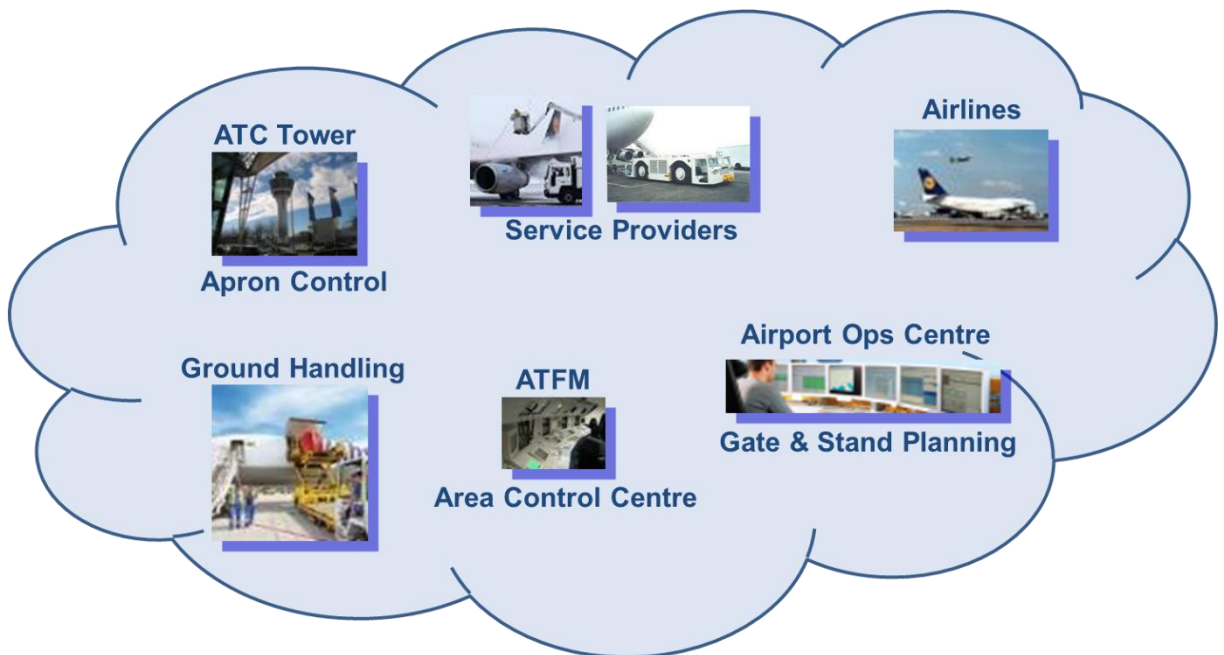 ATC Tower
Apron Control
Service Providers
Airlines
Ground Handling
ATFM
Area Control Centre
Airport Ops Centre
Gate & Stand Planning